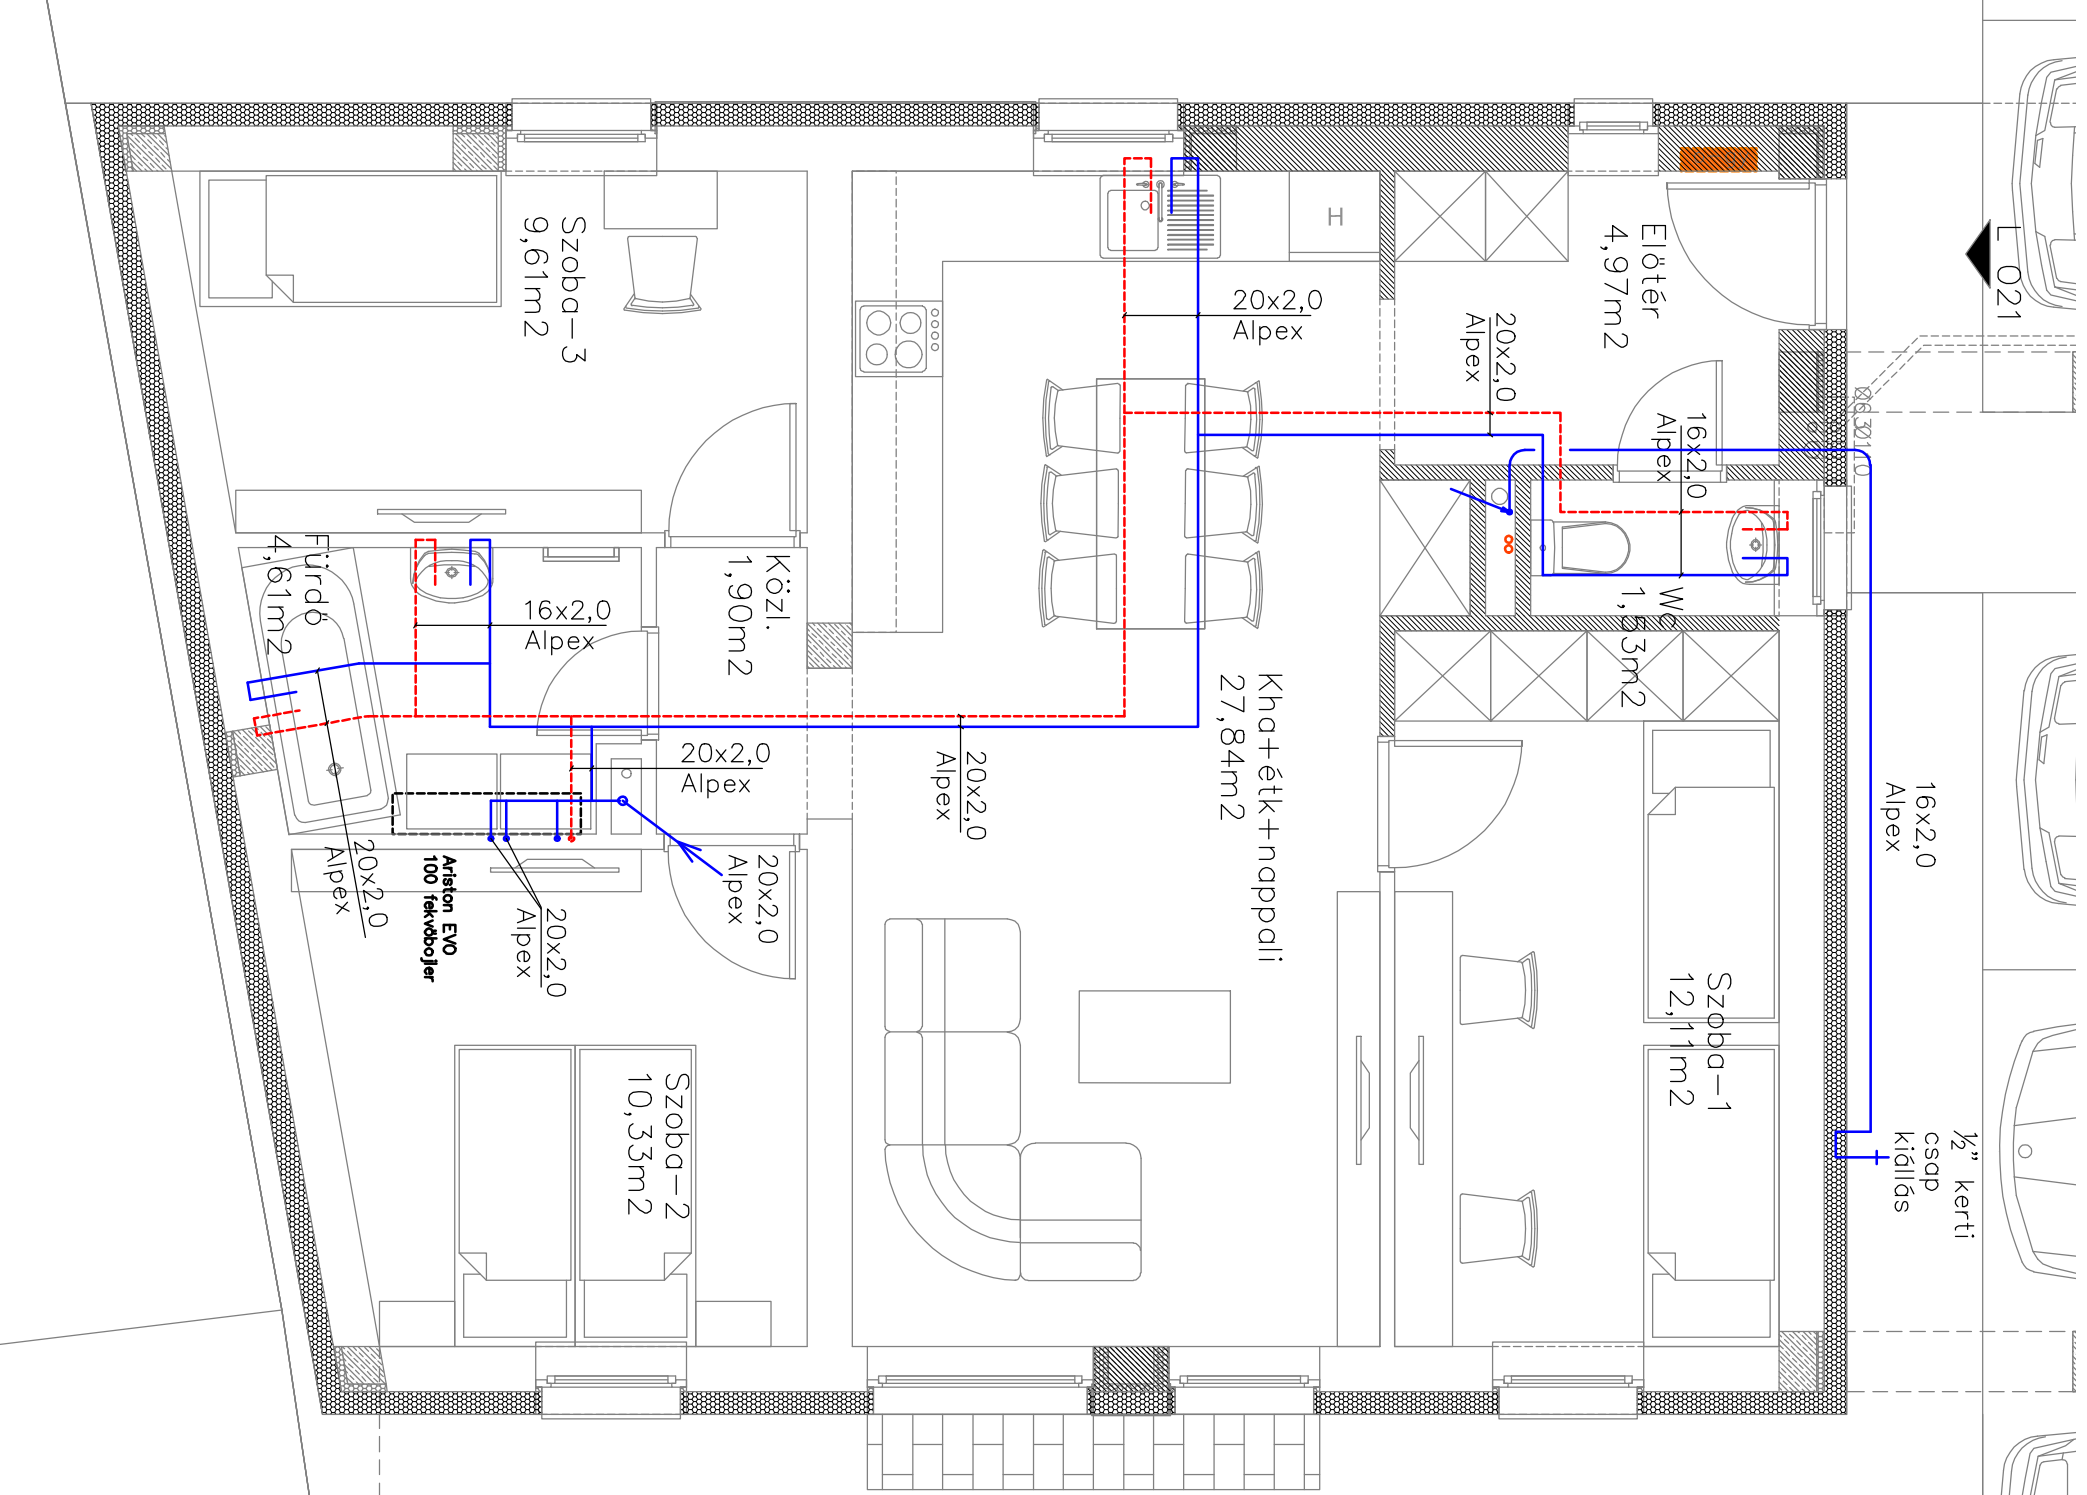 Szoba-3
9,61m2
H
Előtér
4,97m2
L 021
20x2,0
Alpex
20x2,0
Alpex
16x2,0
Alpex
Fürdő
4,61m2
16x2,0
Alpex
Közl.
1,90m2
Wc
1,53m2
Kha+étk+nappali
27,84m2
20x2,0
Alpex
20x2,0
Alpex
16x2,0
Alpex
20x2,0
Alpex
Ariston EVO
100 fekvőbojler
20x2,0
Alpex
20x2,0
Alpex
Szoba-1
12,11m2
Szoba-2
10,33m2
½" kerti
csap
kiállás